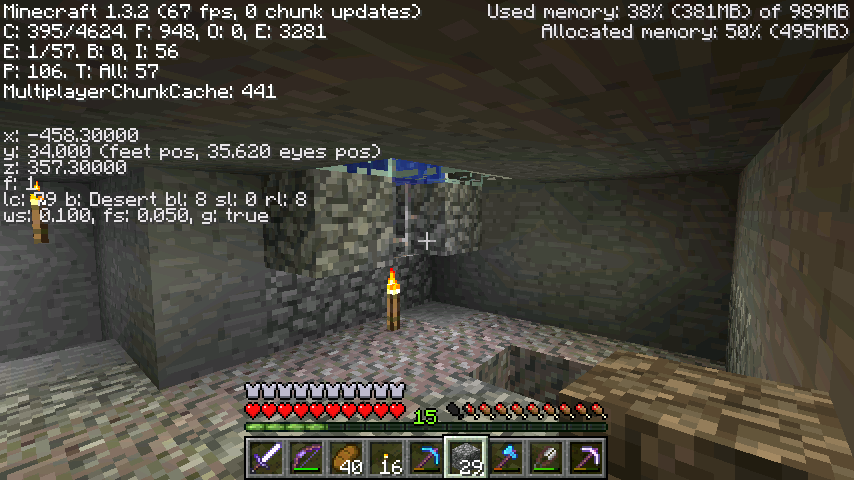 Minecraft 1.3.2 (67 fps, 0 chunk updates)
C: 395/4624. F: 948, O: 0, E: 3281
E: 1/57. B: 0, I: 56
P: 106. T: All: 57
MultiplayerChunkCache: 441
x: -458.30000
y: 34.000 (feet pos, 35.620 eyes pos)
z: 357.30000
f: 1
lc: 79 b: Desert bl: 8 sl: 0 rl: 8
ws: 0.100, fs: 0.050, g: true
Used memory: 38% (381MB) of 989MB
Allocated memory: 50% (495MB)
15
40
16
29